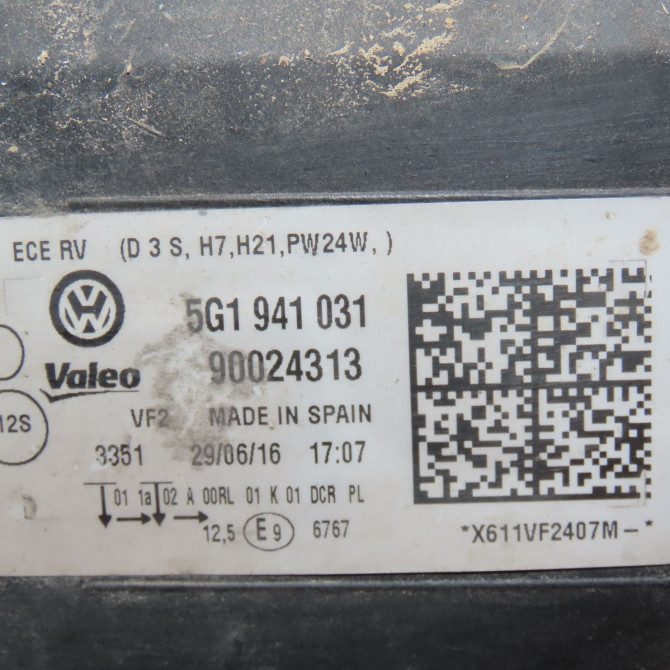 ECE RV (D 3 S, H7,H21,PW24W, )
5G1 941 031
Valeo 90024313
12S
VF2 MADE IN SPAIN
3351 29/06/16 17:07
01 1a 02 A 00RL 01 K 01 DCR PL
12,5 E 9 6767
*X611VF2407M-*